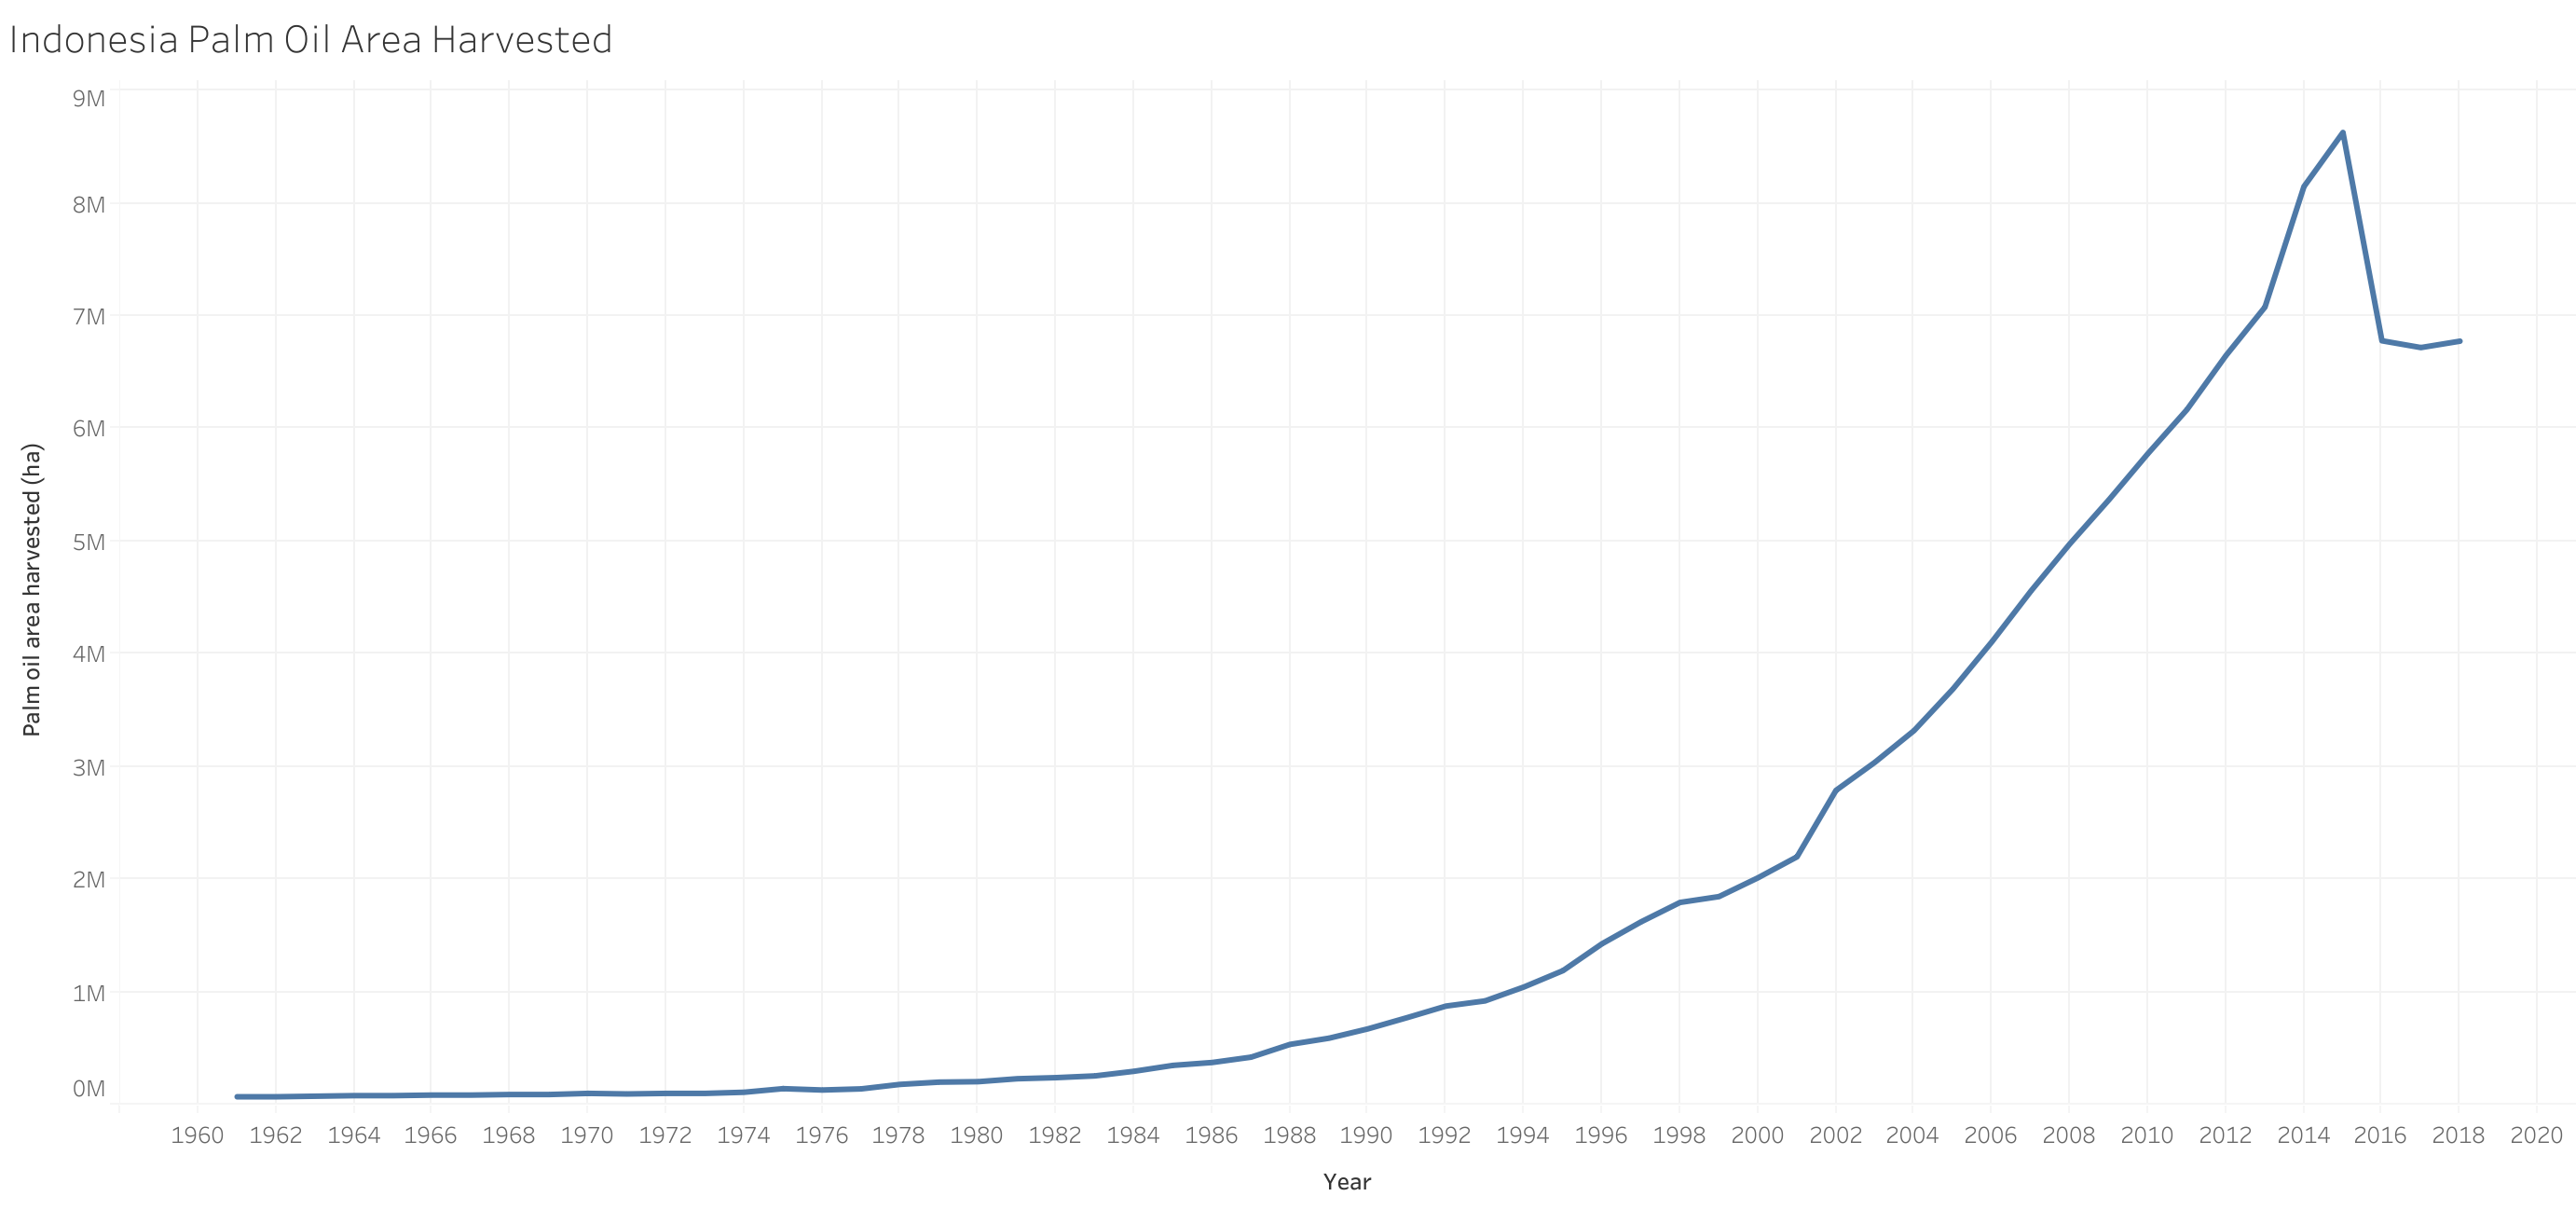 Indonesia Palm Oil Area Harvested
9M
8M
7M
6M
5M
4M
3M
2M
1M
0M
Palm oil area harvested (ha)
1960 1962 1964 1966 1968 1970 1972 1974 1976 1978 1980 1982 1984 1986 1988 1990 1992 1994 1996 1998 2000 2002 2004 2006 2008 2010 2012 2014 2016 2018 2020
Year